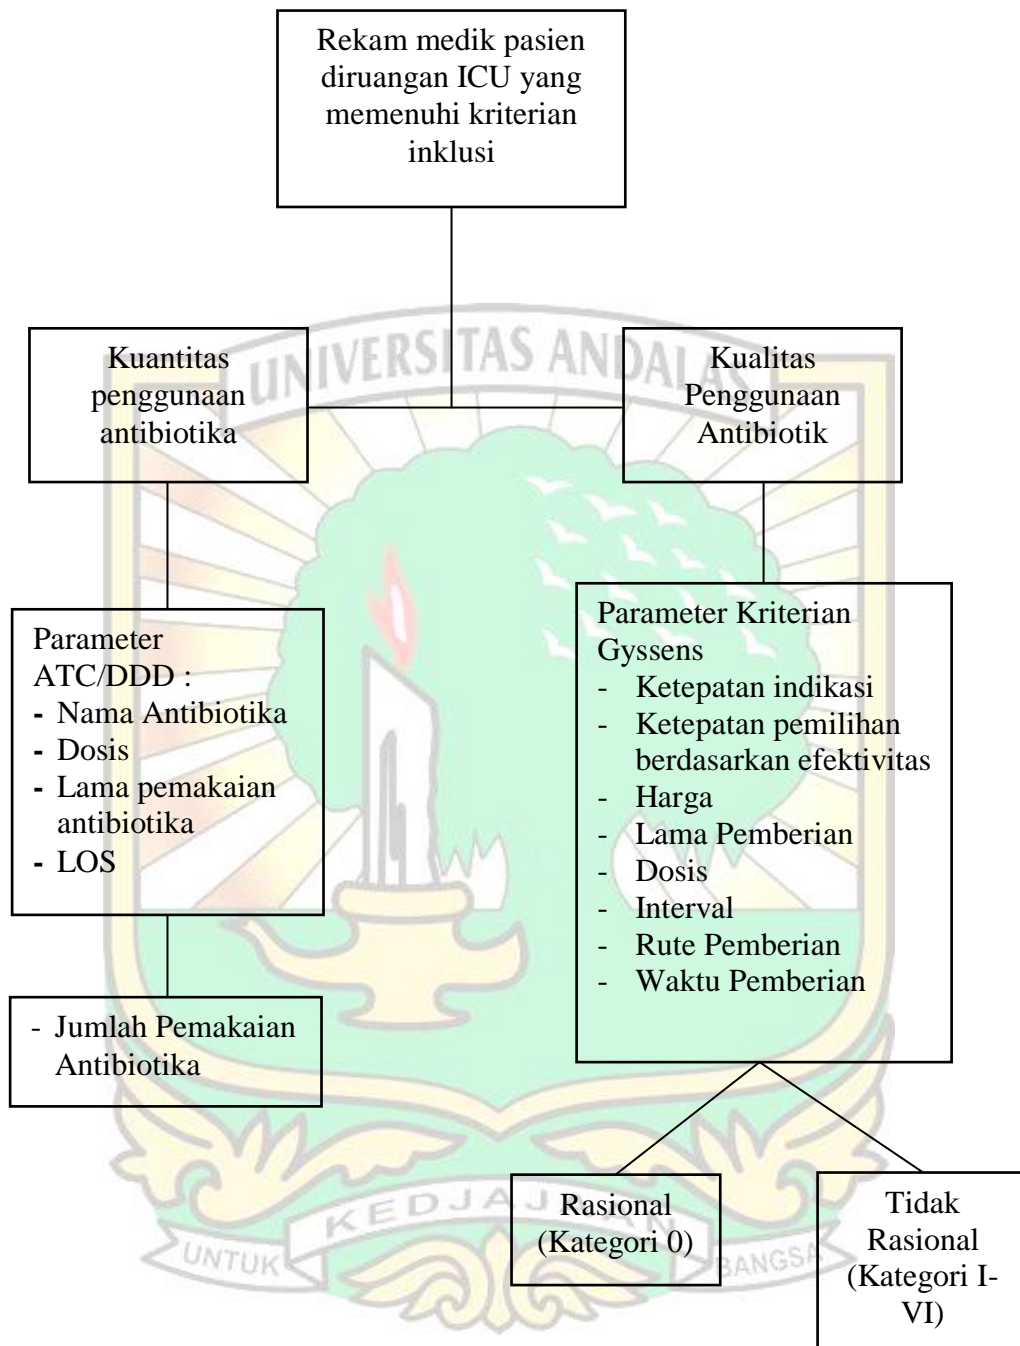 Rekam medik pasien
diruangan ICU yang
memenuhi kriterian
inklusi
UNIVERSITAS ANDALAS
Kuantitas
penggunaan
antibiotika
Kualitas
Penggunaan
Antibiotik
Parameter
ATC/DDD :
- Nama Antibiotika
- Dosis
- Lama pemakaian
antibiotika
- LOS
- Jumlah Pemakaian
Antibiotika
Parameter Kriterian
Gyssens
- Ketepatan indikasi
- Ketepatan pemilihan
berdasarkan efektivitas
- Harga
- Lama Pemberian
- Dosis
- Interval
- Rute Pemberian
- Waktu Pemberian
Rasional
(Kategori 0)
Tidak
Rasional
(Kategori I-
VI)
UNTUK KEDJAJAAN BANGSA